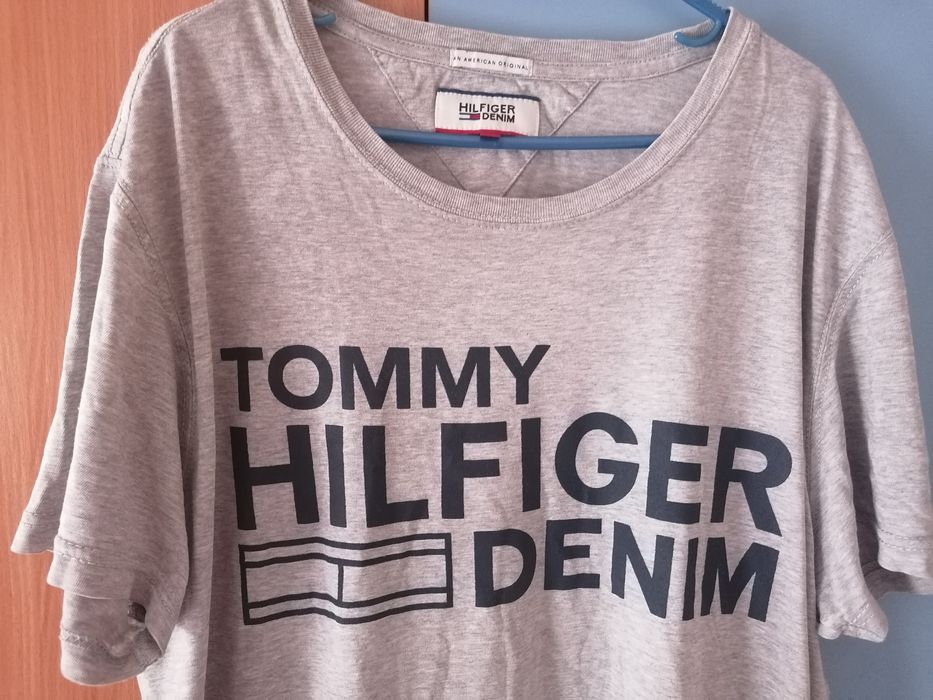 AN AMERICAN ORIGINAL
HILFIGER
DENIM
TOMMY
HILFIGER
DENIM